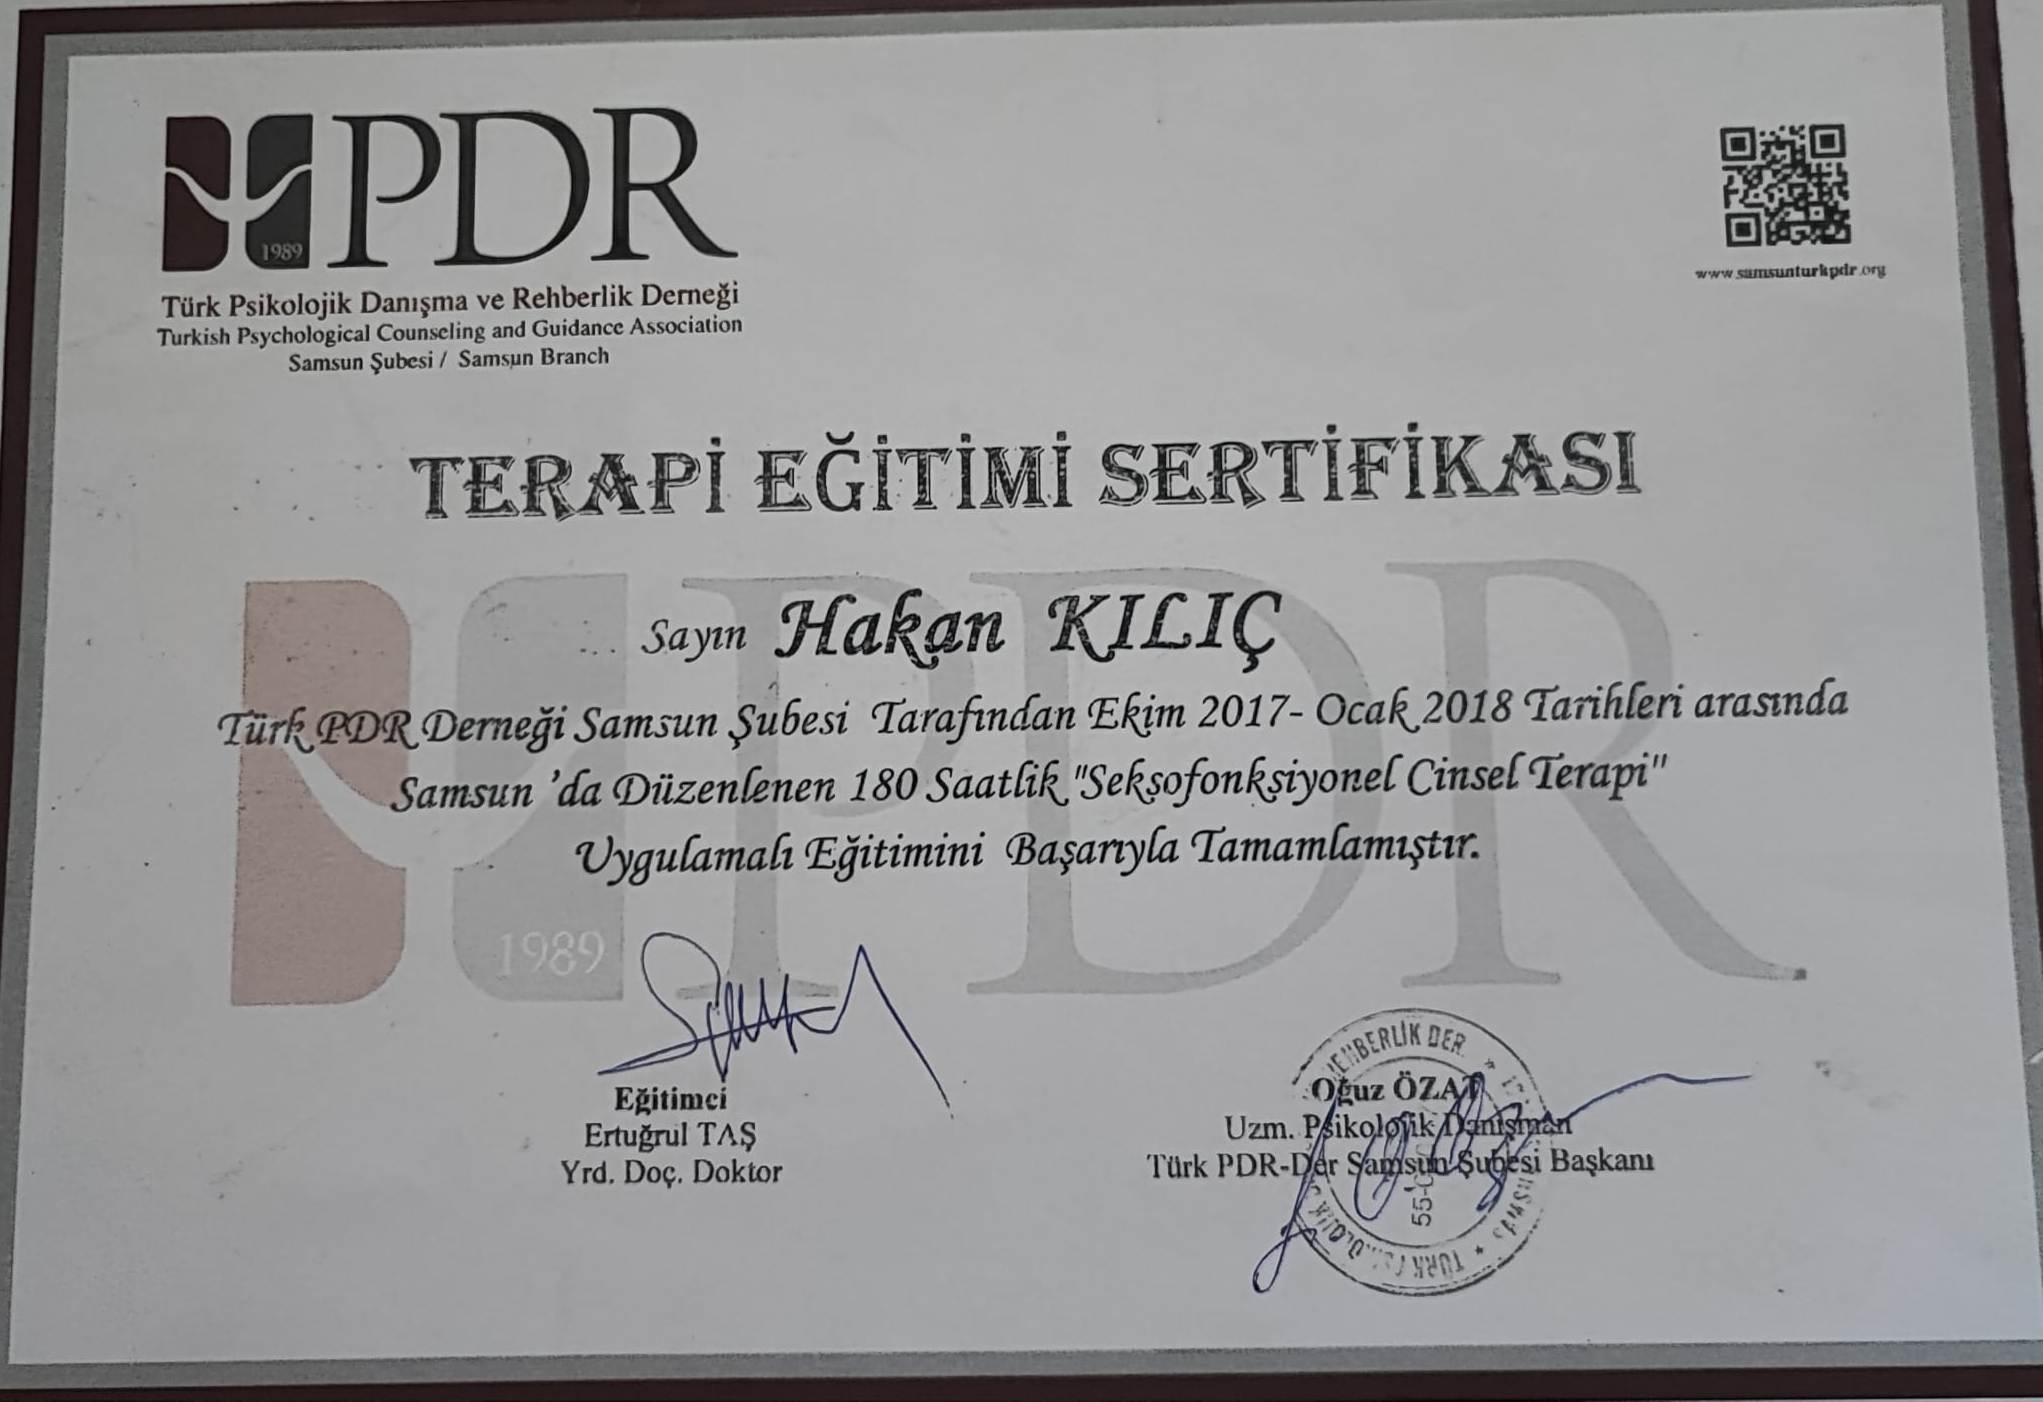 1989
PDR
Türk Psikolojik Danışma ve Rehberlik Derneği
Turkish Psychological Counseling and Guidance Association
Samsun Şubesi / Samsun Branch
www.samsunturkpdr.org
TERAPİ EĞİTİMİ SERTİFİKASI
Sayın Hakan KILIÇ
Türk PDR Derneği Samsun Şubesi Tarafından Ekim 2017- Ocak 2018 Tarihleri arasında
Samsun 'da Düzenlenen 180 Saatlik "Seksofonksiyonel Cinsel Terapi"
Uygulamalı Eğitimini Başarıyla Tamamlamıştır.
PDR
1989
Eğitimci
Ertuğrul TAŞ
Yrd. Doç. Doktor
Oğuz ÖZAT
Uzm. Psikolojik Danışman
Türk PDR-Der Samsun Şubesi Başkanı
REHBERLİK DER.